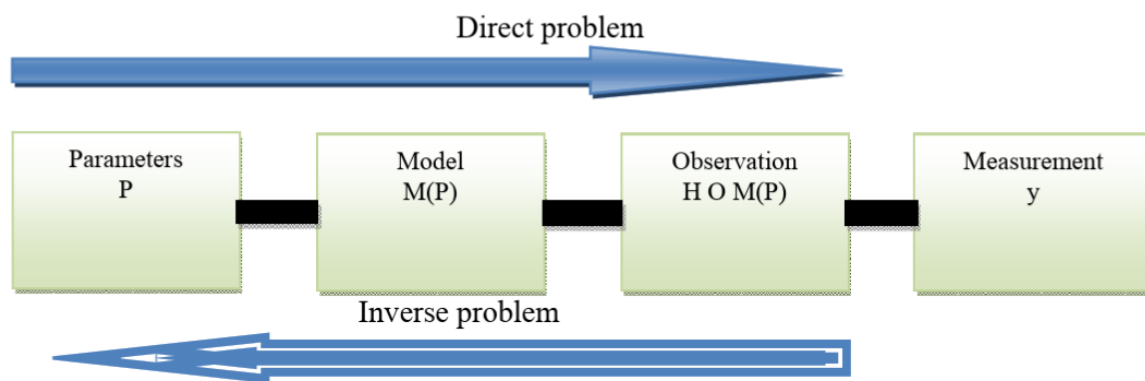 Direct problem
Parameters
P
Model
M(P)
Observation
H O M(P)
Measurement
y
Inverse problem